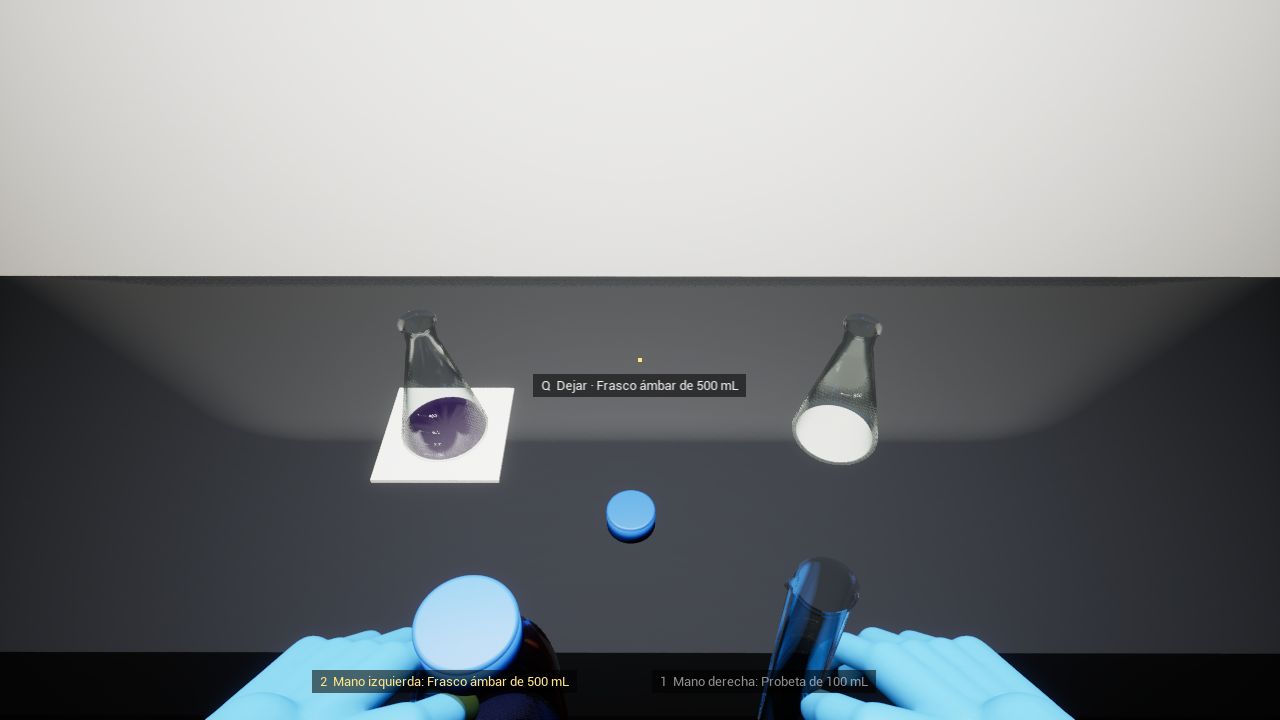 Q Dejar · Frasco ámbar de 500 mL
2 Mano izquierda: Frasco ámbar de 500 mL
1 Mano derecha: Probeta de 100 mL